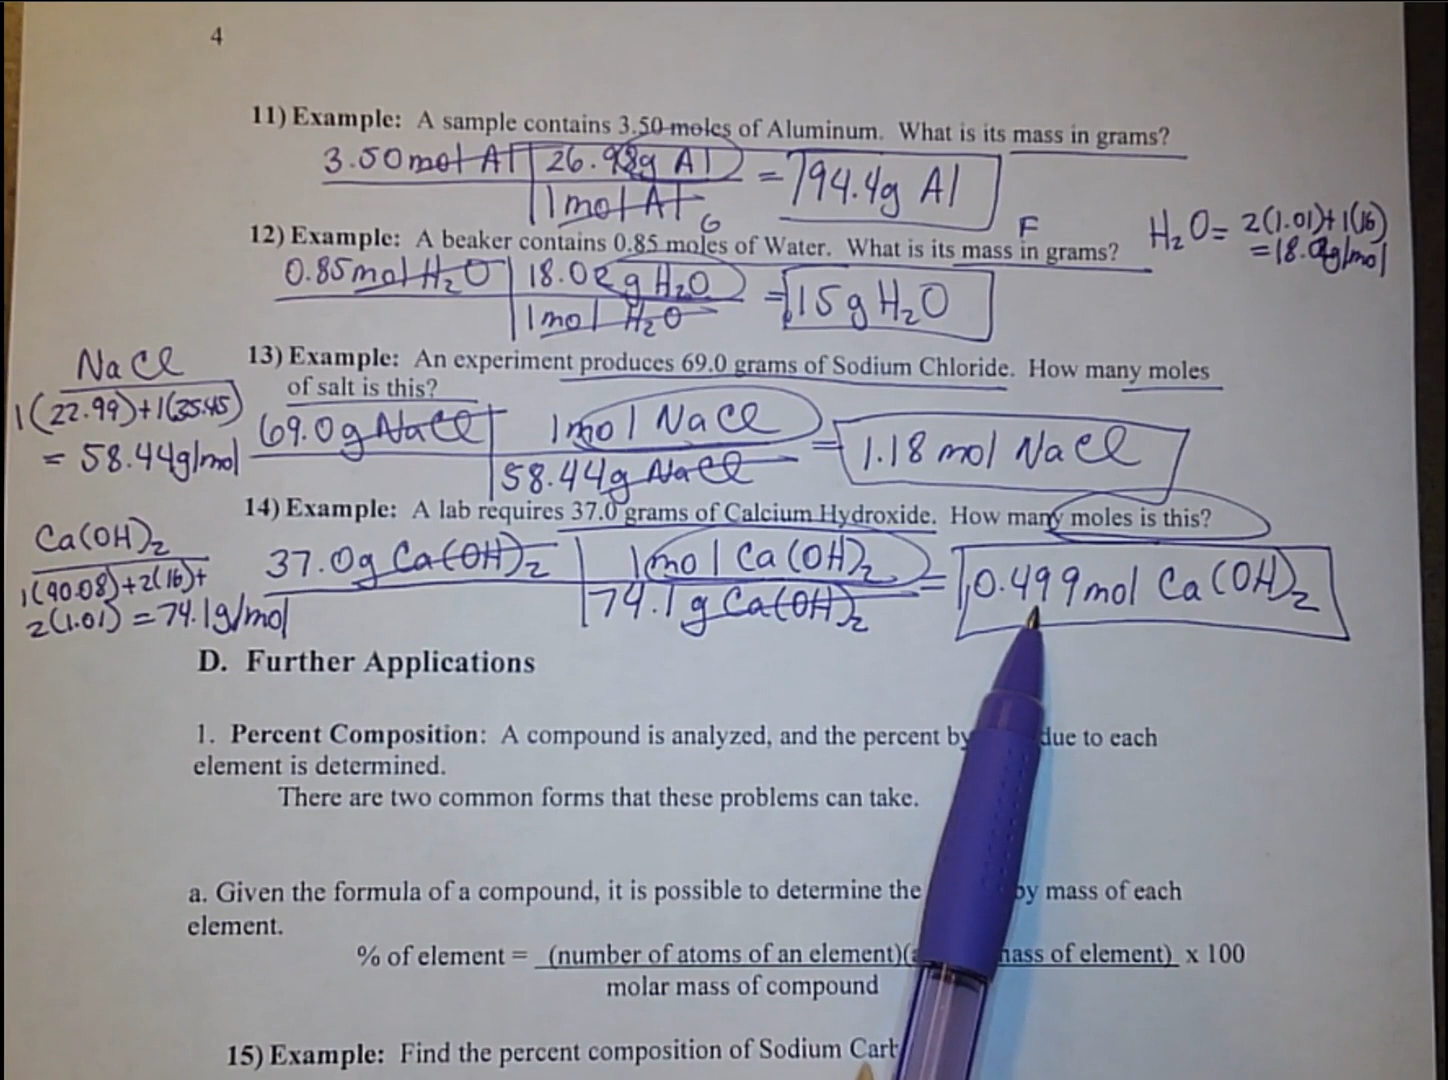 4
11) Example: A sample contains 3.50 moles of Aluminum. What is its mass in grams?
3.50 mol Al | 26.98g Al = 94.4g Al
1 mol Al
G F
12) Example: A beaker contains 0.85 moles of Water. What is its mass in grams?
H₂O = 2(1.01)+1(16)
=18.02g/mol
0.85 mol H₂O | 18.02 g H₂O = 15 g H₂O
1 mol H₂O
13) Example: An experiment produces 69.0 grams of Sodium Chloride. How many moles
of salt is this?
NaCl
1(22.99)+1(35.45)
= 58.44g/mol
69.0g NaCl | 1 mol NaCl = 1.18 mol NaCl
58.44g NaCl
14) Example: A lab requires 37.0 grams of Calcium Hydroxide. How many moles is this?
Ca(OH)₂
1(40.08)+2(16)+
2(1.01) = 74.1g/mol
37.0g Ca(OH)₂ | 1 mol Ca(OH)₂ = 0.499 mol Ca(OH)₂
74.1g Ca(OH)₂
D. Further Applications
1. Percent Composition: A compound is analyzed, and the percent by due to each
element is determined.
There are two common forms that these problems can take.
a. Given the formula of a compound, it is possible to determine the by mass of each
element.
% of element = (number of atoms of an element)( mass of element) x 100
molar mass of compound
15) Example: Find the percent composition of Sodium Carb